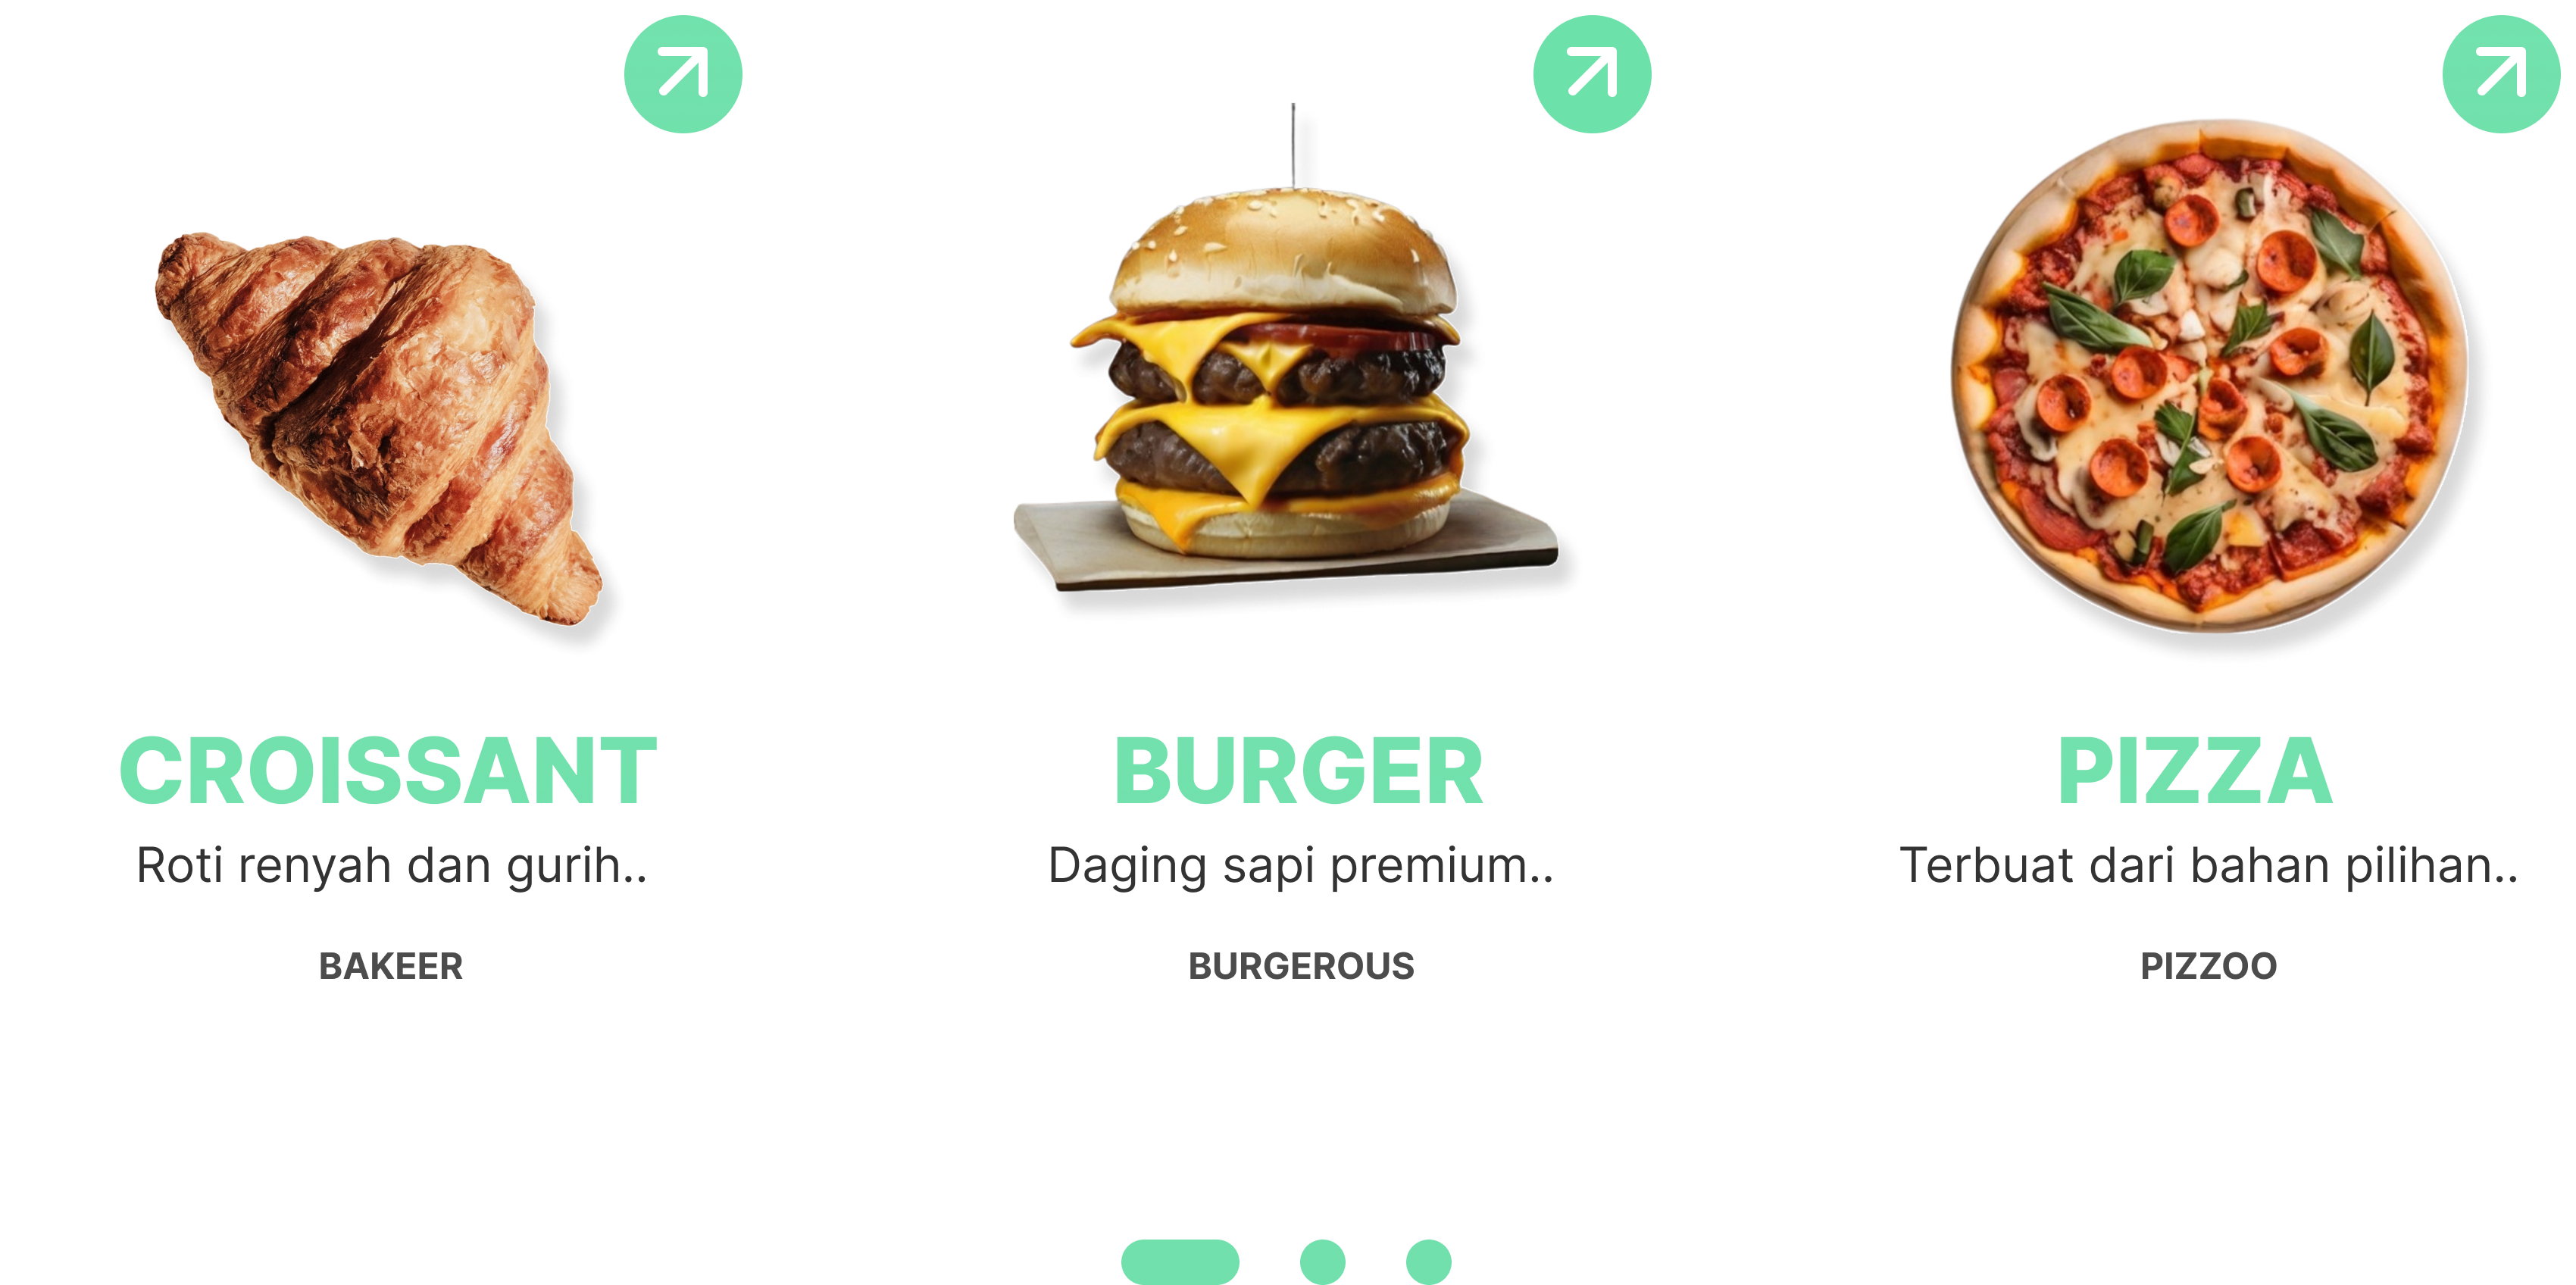 CROISSANT
Roti renyah dan gurih..
BAKEER
BURGER
Daging sapi premium..
BURGEROUS
PIZZA
Terbuat dari bahan pilihan..
PIZZOO